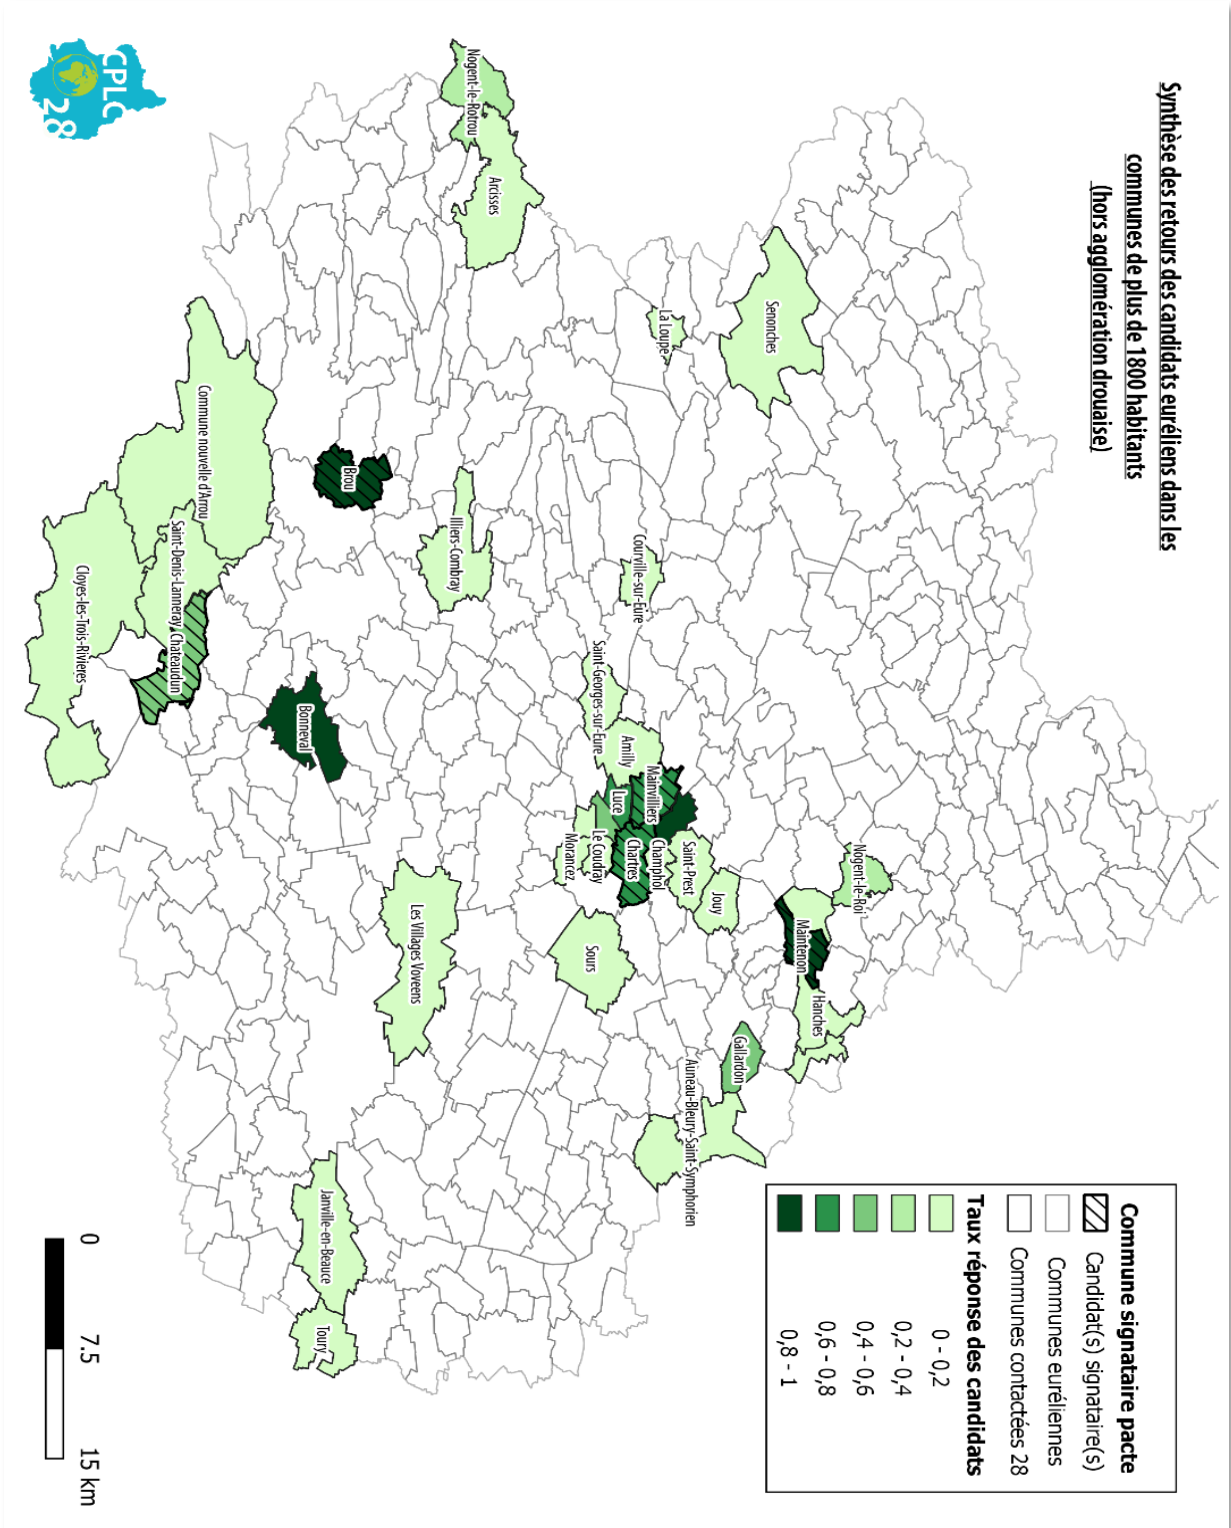 Synthèse des retours des candidats euréliens dans les
communes de plus de 1800 habitants
(hors agglomération drouaise)
Commune signataire pacte
Candidat(s) signataire(s)
Communes euréliennes
Communes contactées 28
Taux réponse des candidats
0 - 0,2
0,2 - 0,4
0,4 - 0,6
0,6 - 0,8
0,8 - 1
Nogent-le-Roi
Maintenon
Hanches
Senonches
Gallardon
Jouy
Saint-Prest
Auneau-Bleury-Saint-Symphorien
La Loupe
Champhol
Mainvilliers
Courville-sur-Eure
Chartres
Amilly
Luce
Saint-Georges-sur-Eure
Le Coudray
Sours
Morancez
Arcisses
Nogent-le-Rotrou
Illiers-Combray
Les Villages Voveens
Brou
Janville-en-Beauce
Toury
Bonneval
Commune nouvelle d'Arrou
Saint-Denis-Lanneray
Chateaudun
Cloyes-les-Trois-Rivieres
CPLC
28
0
7.5
15 km